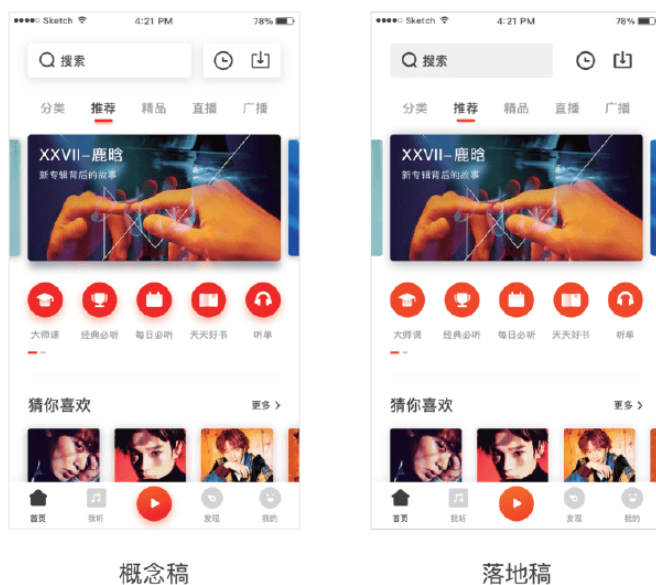 Sketch 4:21 PM 78%
搜索
分类 推荐 精品 直播 广播
XXVII-鹿晗
新专辑背后的故事
大师课 经典必听 每日必听 天天好书 听单
猜你喜欢 更多
首页 我听 发现 我的
概念稿
Sketch 4:21 PM 78%
搜索
分类 推荐 精品 直播 广播
XXVII-鹿晗
新专辑背后的故事
大师课 经典必听 每日必听 天天好书 听单
猜你喜欢 更多
首页 我听 发现 我的
落地稿